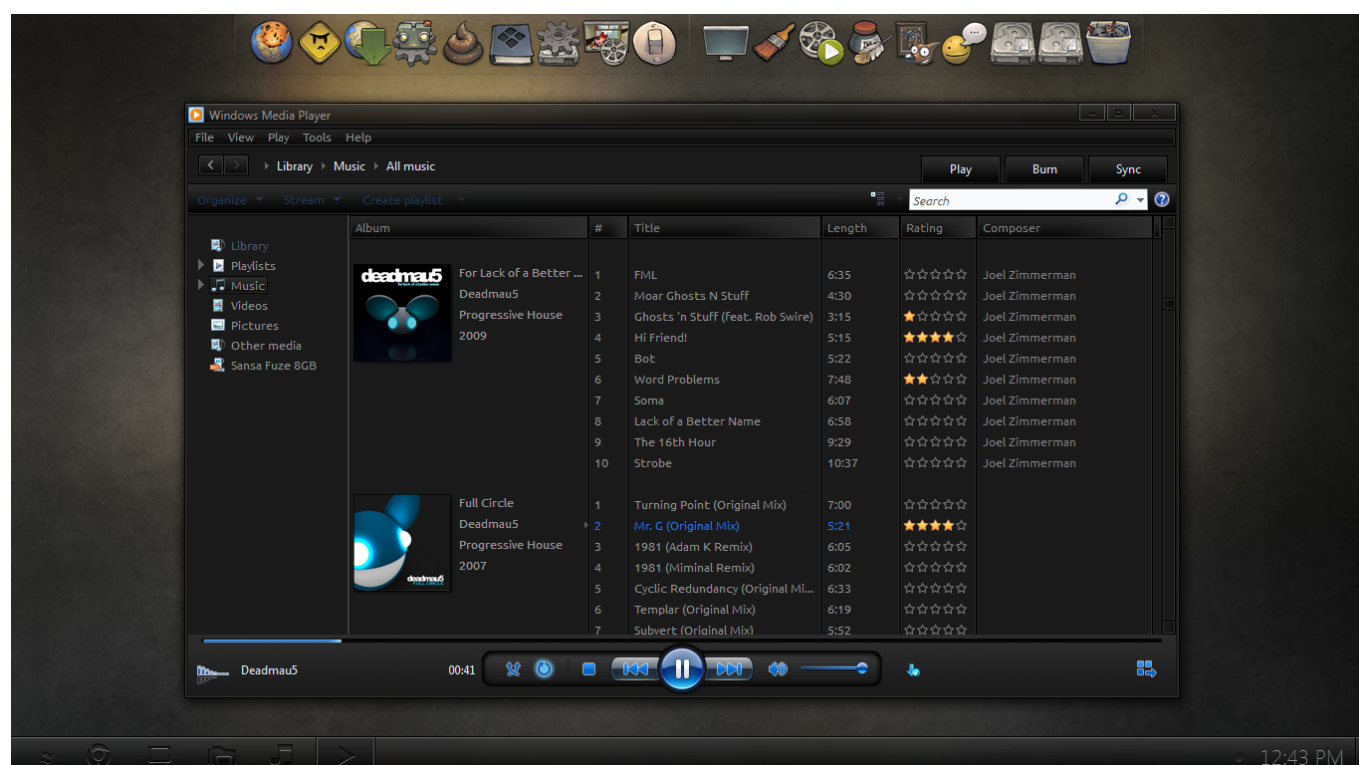 Windows Media Player
File View Play Tools Help
Library Music All music
Play Burn Sync
Organize Stream Create playlist
Search
Album # Title Length Rating Composer
Library
Playlists
Music
Videos
Pictures
Other media
Sansa Fuze 8GB
deadmau5
For Lack of a Better ...
Deadmau5
Progressive House
2009
1 FML 6:35 Joel Zimmerman
2 Moar Ghosts N Stuff 4:30 Joel Zimmerman
3 Ghosts 'n Stuff (feat. Rob Swire) 3:15 Joel Zimmerman
4 Hi Friend! 5:15 Joel Zimmerman
5 Bot 5:22 Joel Zimmerman
6 Word Problems 7:48 Joel Zimmerman
7 Soma 6:07 Joel Zimmerman
8 Lack of a Better Name 6:58 Joel Zimmerman
9 The 16th Hour 9:29 Joel Zimmerman
10 Strobe 10:37 Joel Zimmerman
deadmau5
FULL CIRCLE
Full Circle
Deadmau5
Progressive House
2007
1 Turning Point (Original Mix) 7:00
2 Mr. G (Original Mix) 5:21
3 1981 (Adam K Remix) 6:05
4 1981 (Miminal Remix) 6:02
5 Cyclic Redundancy (Original Mi... 6:33
6 Templar (Original Mix) 6:19
7 Subvert (Original Mix) 5:52
Deadmau5
00:41
12:43 PM